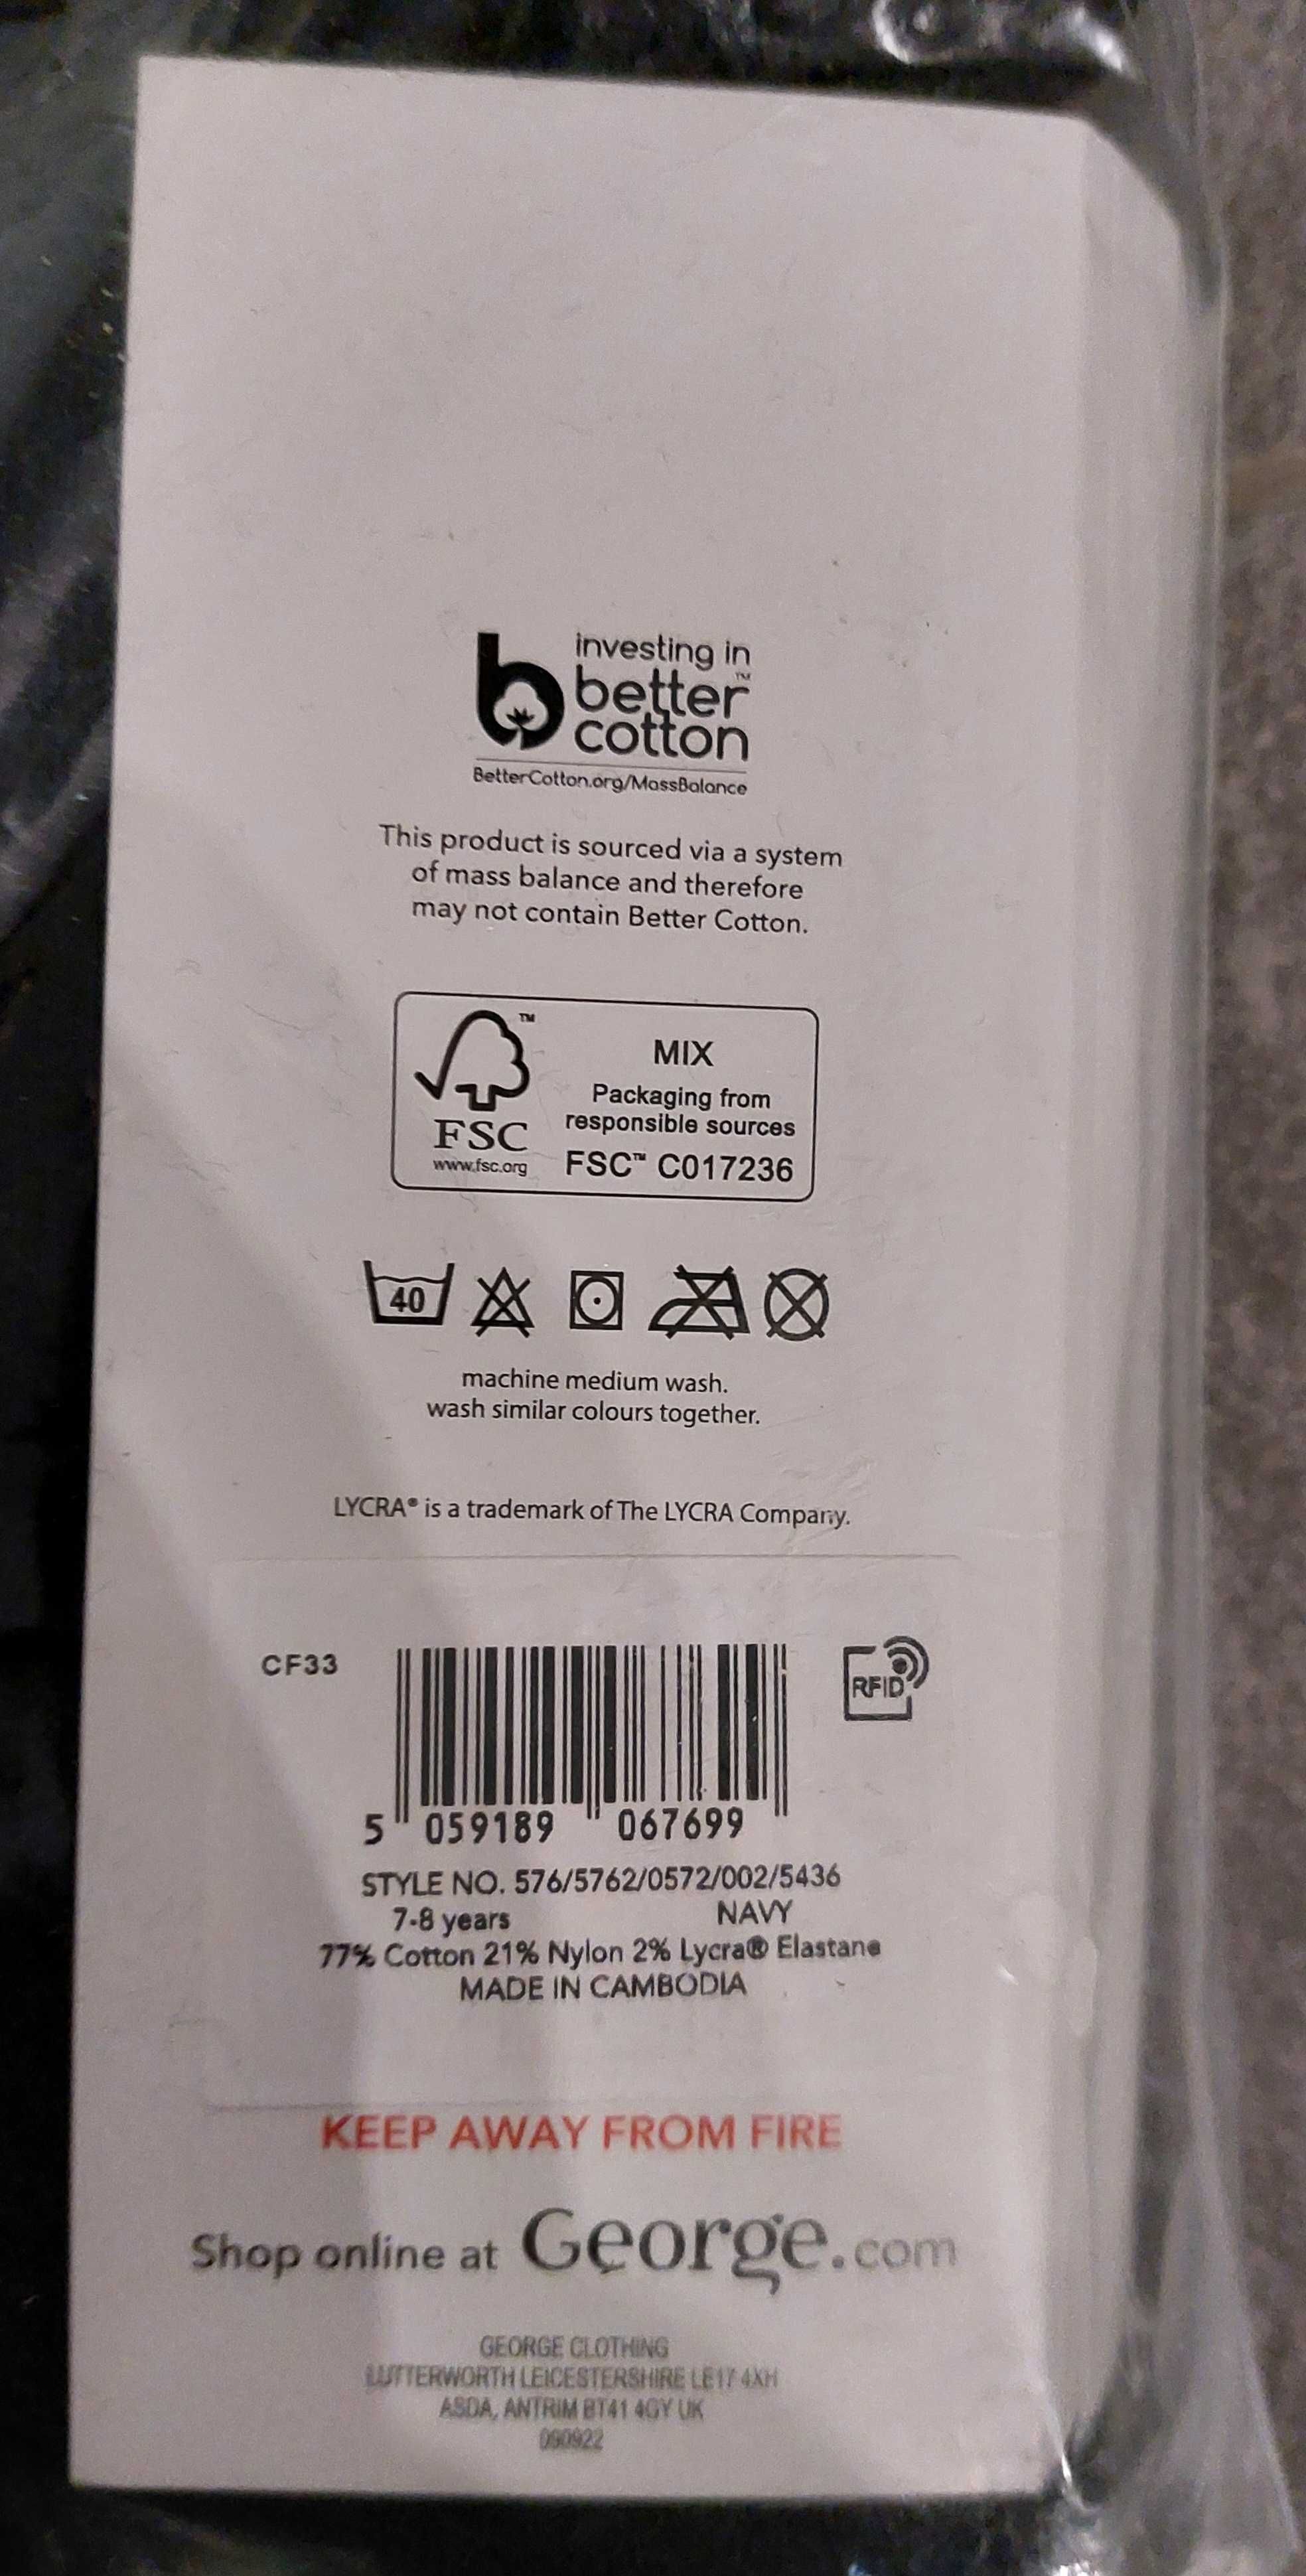 investing in
better™
cotton
BetterCotton.org/MassBalance
This product is sourced via a system
of mass balance and therefore
may not contain Better Cotton.
™
MIX
Packaging from
responsible sources
FSC
www.fsc.org
FSC™ C017236
40
machine medium wash.
wash similar colours together.
LYCRA® is a trademark of The LYCRA Company.
CF33
RFID
5 059189 067699
STYLE NO. 576/5762/0572/002/5436
7-8 years NAVY
77% Cotton 21% Nylon 2% Lycra® Elastane
MADE IN CAMBODIA
KEEP AWAY FROM FIRE
Shop online at George.com
GEORGE CLOTHING
LUTTERWORTH LEICESTERSHIRE LE17 4XH
ASDA, ANTRIM BT41 4GY UK
090922